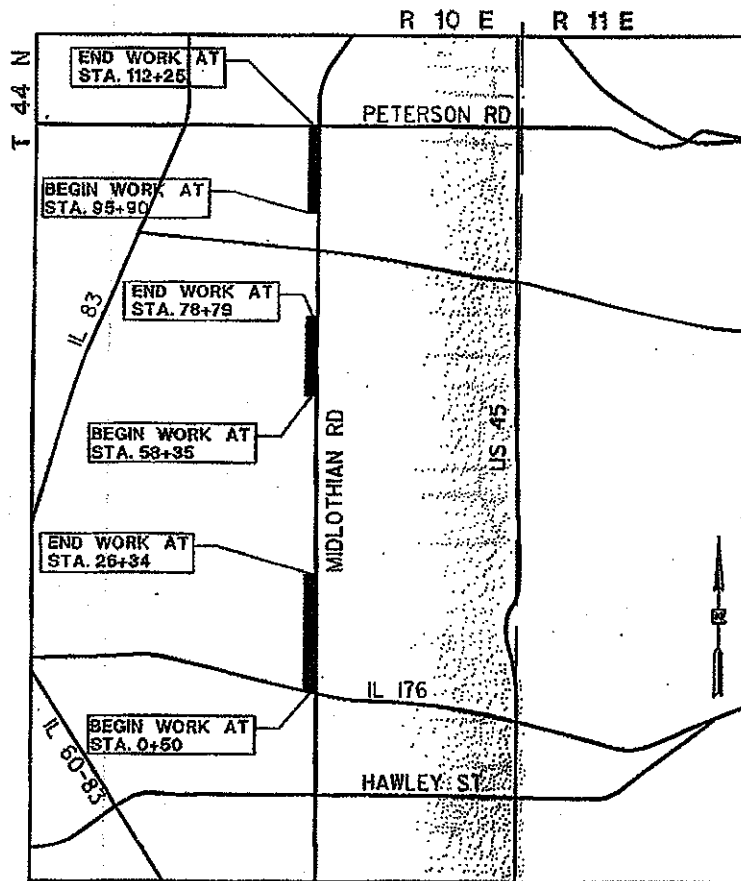 R 10 E
R 11 E
T 44 N
END WORK AT
STA. 112+25
PETERSON RD
BEGIN WORK AT
STA. 95+90
IL 83
END WORK AT
STA. 78+79
US 45
BEGIN WORK AT
STA. 58+35
MIDLOTHIAN RD
END WORK AT
STA. 26+34
IL 176
BEGIN WORK AT
STA. 0+50
IL 60-83
HAWLEY ST